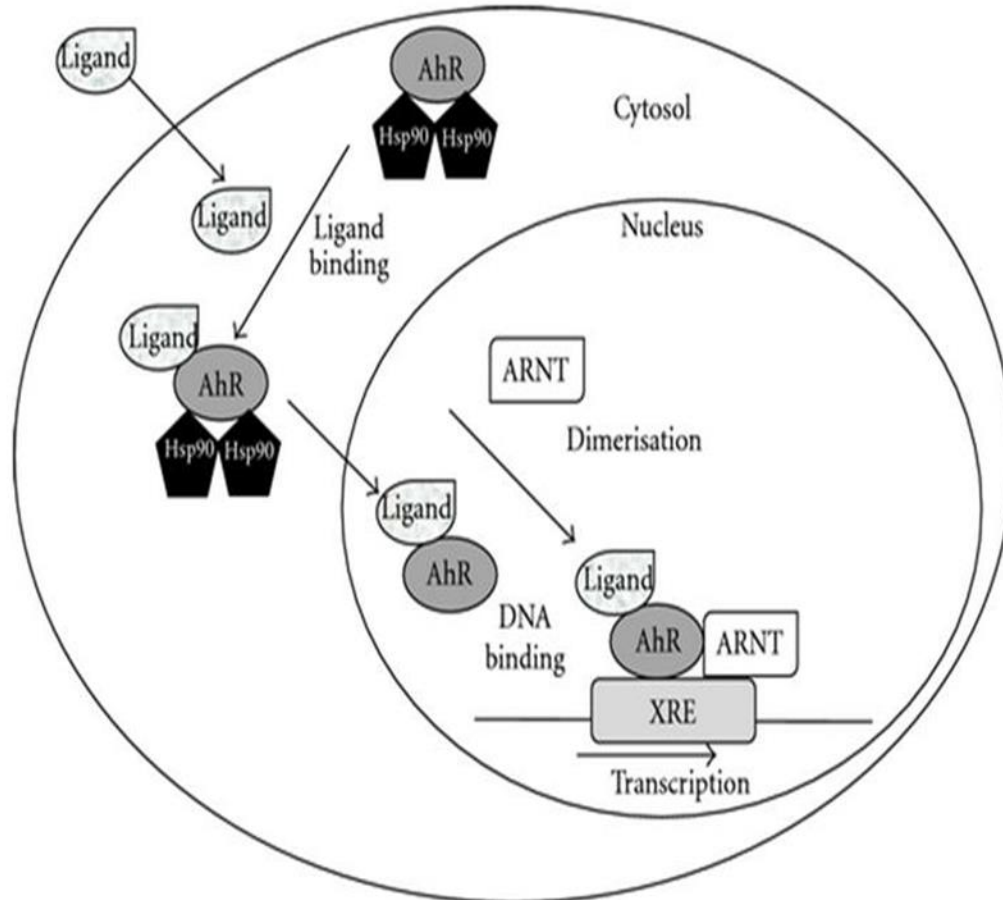 Ligand
AhR
Hsp90 Hsp90
Cytosol
Ligand
Ligand
binding
Nucleus
Ligand
AhR
Hsp90 Hsp90
ARNT
Dimerisation
Ligand
AhR
DNA
binding
Ligand
AhR
ARNT
XRE
Transcription